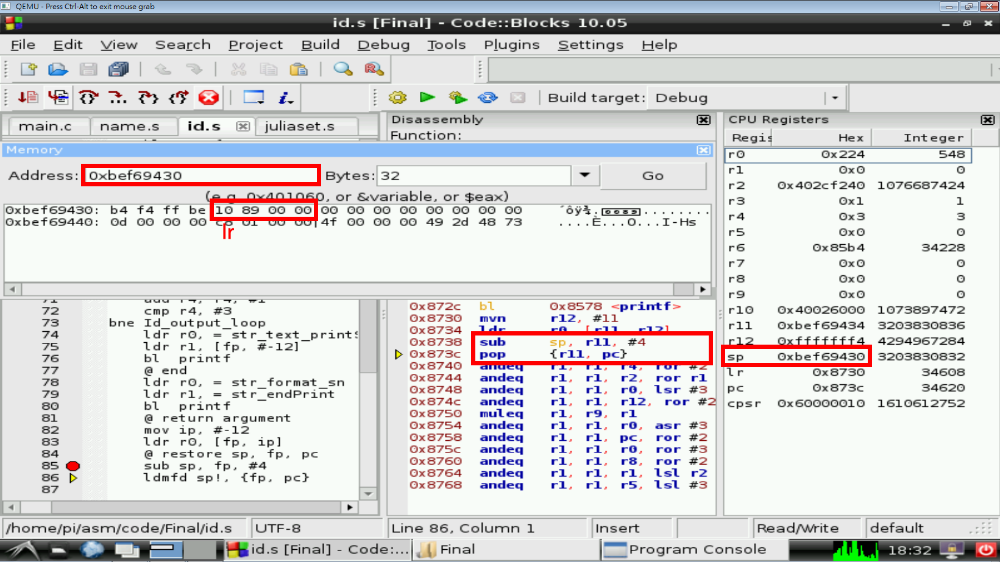 QEMU - Press Ctrl-Alt to exit mouse grab
id.s [Final] - Code::Blocks 10.05
File Edit View Search Project Build Debug Tools Plugins Settings Help
Build target: Debug
main.c name.s id.s juliaset.s
Disassembly
Function:
CPU Registers
Regis Hex Integer
Memory
Address: 0xbef69430 Bytes: 32 Go
(e.g. 0x401060, or &variable, or $eax)
0xbef69430: b4 f4 ff be 10 89 00 00 00 00 00 00 00 00 00 00
0xbef69440: 0d 00 00 00 c8 01 00 00|4f 00 00 00 49 2d 48 73 ....È...O...I-Hs
lr
r0 0x224 548
r1 0x0 0
r2 0x402cf240 1076687424
r3 0x1 1
r4 0x3 3
r5 0x0 0
r6 0x85b4 34228
r7 0x0 0
r8 0x0 0
r9 0x0 0
r10 0x40026000 1073897472
r11 0xbef69434 3203830836
r12 0xfffffff4 4294967284
sp 0xbef69430 3203830832
lr 0x8730 34608
pc 0x873c 34620
cpsr 0x60000010 1610612752
71 add r4, r4, #1
72 cmp r4, #3
73 bne Id_output_loop
74 ldr r0, = str_text_print
75 ldr r1, [fp, #-12]
76 bl printf
77 @ end
78 ldr r0, = str_format_sn
79 ldr r1, = str_endPrint
80 bl printf
81 @ return argument
82 mov ip, #-12
83 ldr r0, [fp, ip]
84 @ restore sp, fp, pc
85 sub sp, fp, #4
86 ldmfd sp!, {fp, pc}
87
0x872c bl 0x8578 <printf>
0x8730 mvn r12, #11
0x8734 ldr r0, [r11, r12]
0x8738 sub sp, r11, #4
0x873c pop {r11, pc}
0x8740 andeq r1, r1, r4, ror #2
0x8744 andeq r1, r1, r2, ror r1
0x8748 andeq r1, r1, r0, lsr #3
0x874c andeq r1, r1, r12, ror #2
0x8750 muleq r1, r9, r1
0x8754 andeq r1, r1, r0, asr #3
0x8758 andeq r1, r1, pc, ror #2
0x875c andeq r1, r1, r0, ror #3
0x8760 andeq r1, r1, r8, ror #2
0x8764 andeq r1, r1, r1, lsl r2
0x8768 andeq r1, r1, r5, lsl #3
/home/pi/asm/code/Final/id.s UTF-8 Line 86, Column 1 Insert Read/Write default
id.s [Final] - Code:... Final Program Console 18:32